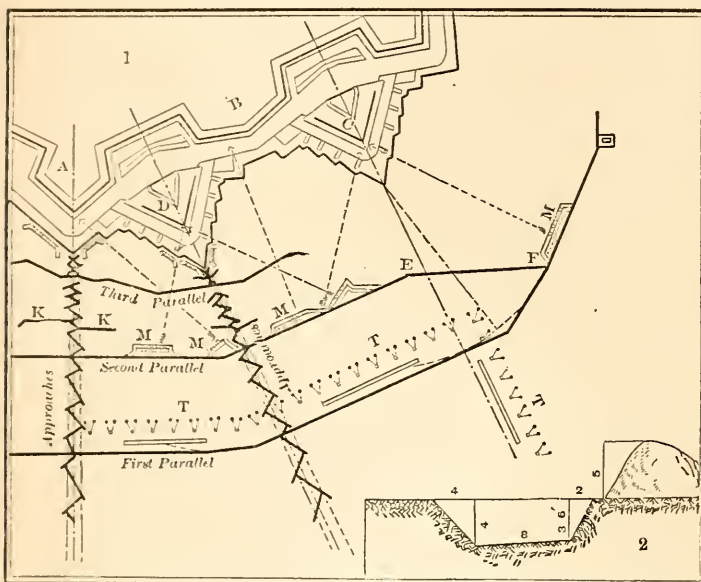 1
B
A
C
D
M
E
F
Third Parallel
K
K
M
M
M
Approaches
T
Second Parallel
Approaches
T
T
First Parallel
4
2
5
4
3 6'
8
2